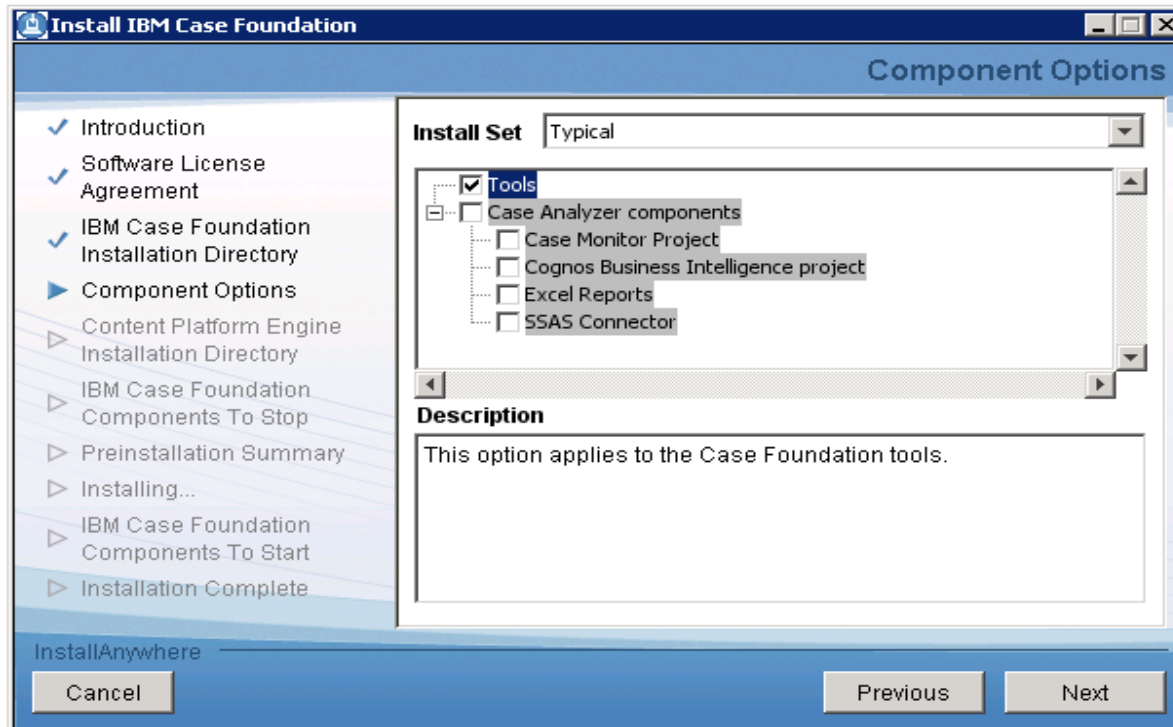 Install IBM Case Foundation
Component Options
Introduction
Software License
Agreement
IBM Case Foundation
Installation Directory
Component Options
Content Platform Engine
Installation Directory
IBM Case Foundation
Components To Stop
Preinstallation Summary
Installing...
IBM Case Foundation
Components To Start
Installation Complete
Install Set Typical
Tools
Case Analyzer components
Case Monitor Project
Cognos Business Intelligence project
Excel Reports
SSAS Connector
Description
This option applies to the Case Foundation tools.
InstallAnywhere
Cancel Previous Next